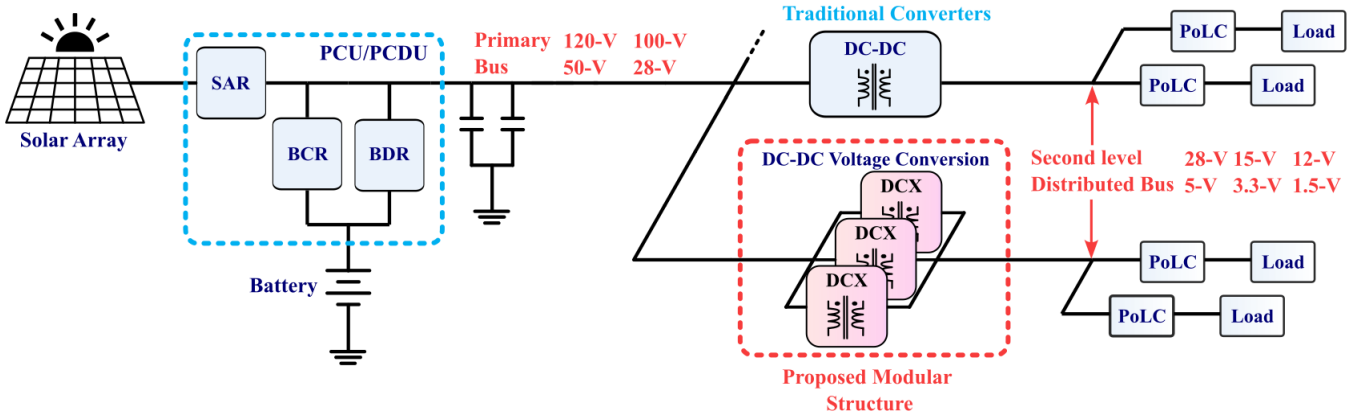 Solar Array
PCU/PCDU
SAR
BCR
BDR
Battery
Primary 120-V 100-V
Bus 50-V 28-V
Traditional Converters
DC-DC
PoLC
Load
PoLC
Load
DC-DC Voltage Conversion
DCX
DCX
DCX
Proposed Modular
Structure
Second level 28-V 15-V 12-V
Distributed Bus 5-V 3.3-V 1.5-V
PoLC
Load
PoLC
Load